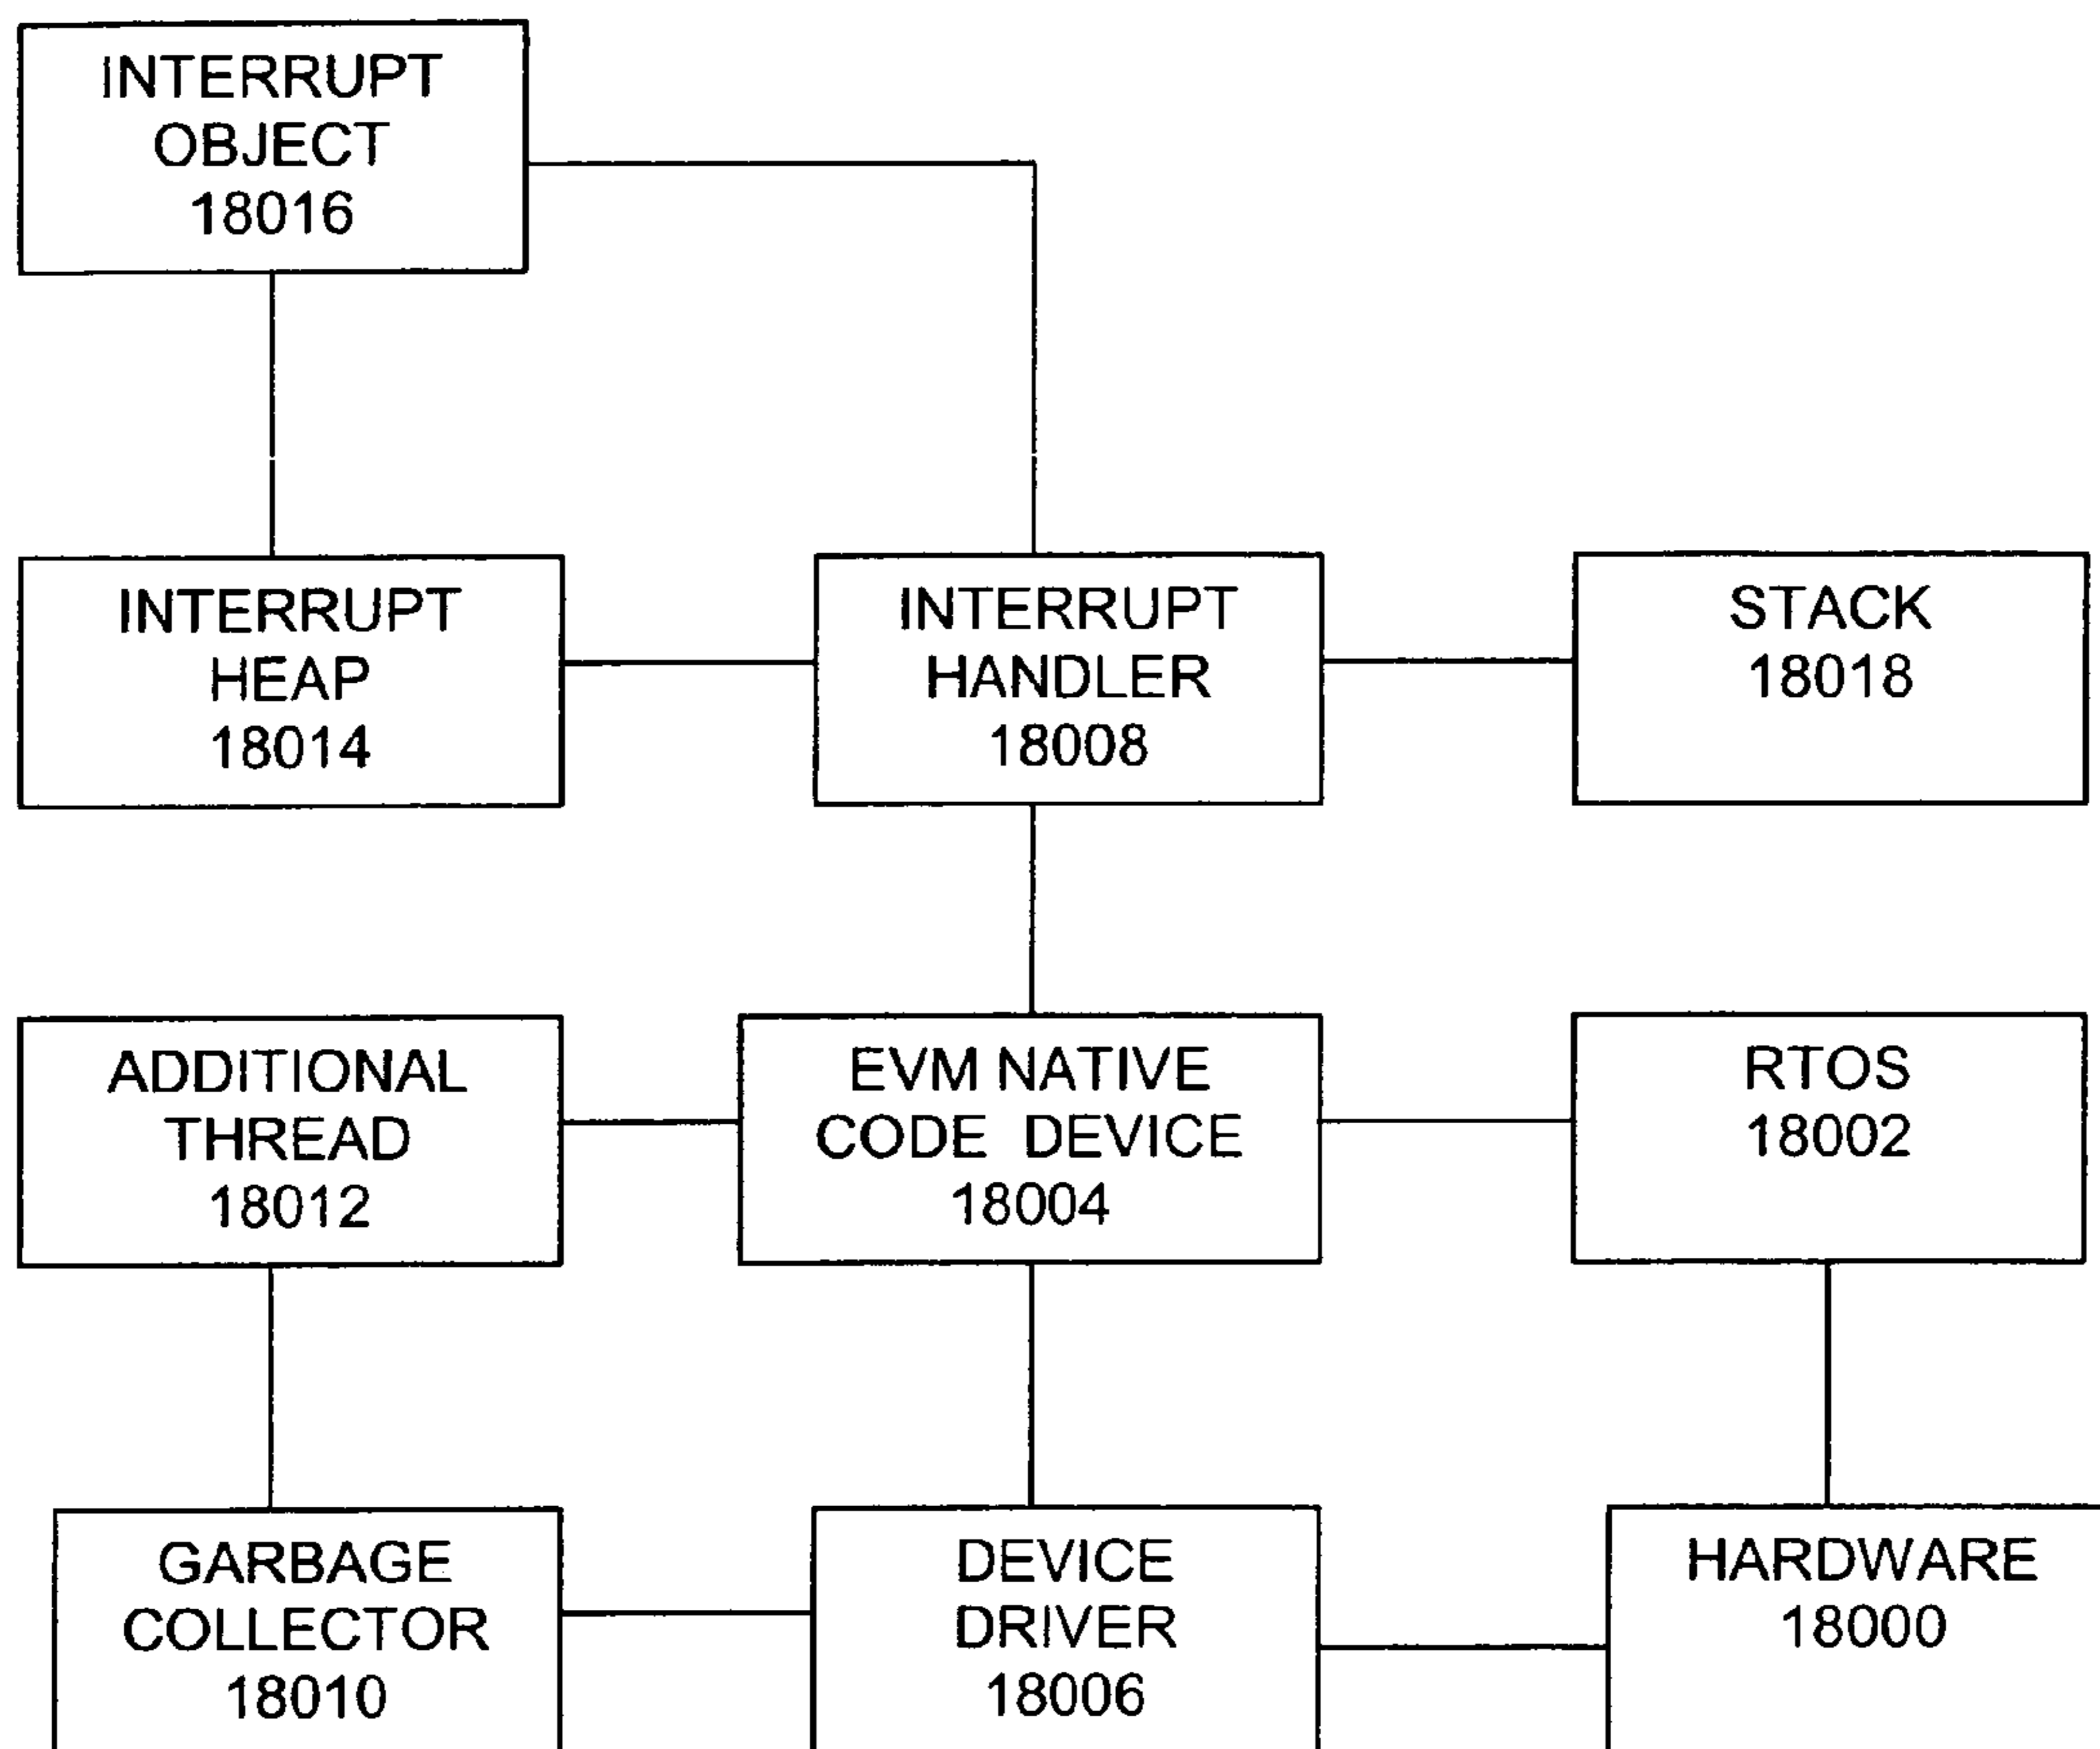 INTERRUPT
OBJECT
18016
INTERRUPT
HEAP
18014
INTERRUPT
HANDLER
18008
STACK
18018
ADDITIONAL
THREAD
18012
EVM NATIVE
CODE DEVICE
18004
RTOS
18002
GARBAGE
COLLECTOR
18010
DEVICE
DRIVER
18006
HARDWARE
18000